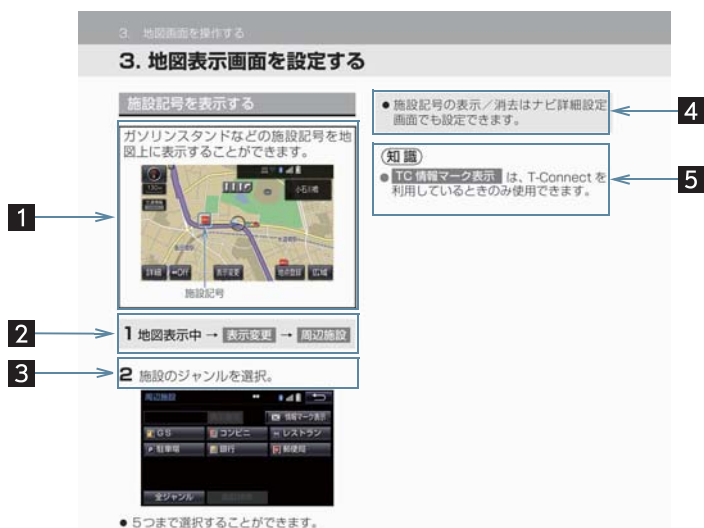 3. 地図画面を操作する
3. 地図表示画面を設定する
施設記号を表示する
ガソリンスタンドなどの施設記号を地
図上に表示することができます。
小石川橋
詳細
Off
表示変更
地点登録
広域
施設記号
1 地図表示中 → 表示変更 → 周辺施設
2 施設のジャンルを選択。
周辺施設
情報マーク表示
GS
コンビニ
レストラン
P 駐車場
銀行
郵便局
全ジャンル
● 5つまで選択することができます。
● 施設記号の表示/消去はナビ詳細設定
画面でも設定できます。
(知識)
● TC 情報マーク表示 は、T-Connect を
利用しているときのみ使用できます。
1
2
3
4
5